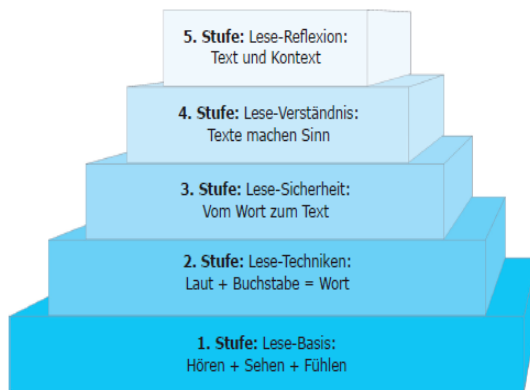 5. Stufe: Lese-Reflexion:
Text und Kontext
4. Stufe: Lese-Verständnis:
Texte machen Sinn
3. Stufe: Lese-Sicherheit:
Vom Wort zum Text
2. Stufe: Lese-Techniken:
Laut + Buchstabe = Wort
1. Stufe: Lese-Basis:
Hören + Sehen + Fühlen